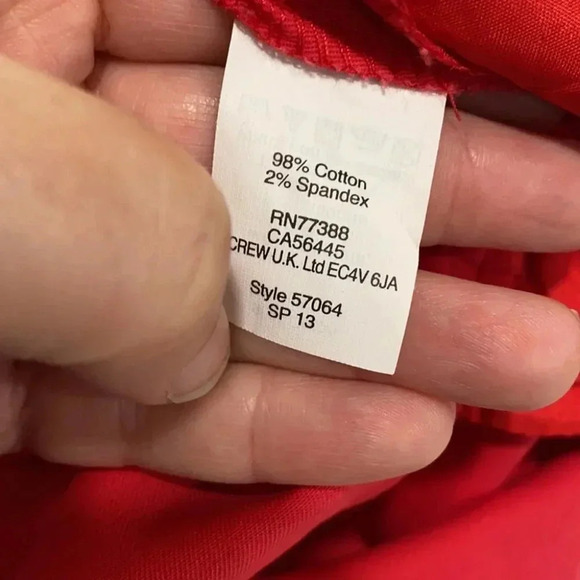 98% Cotton
2% Spandex
RN77388
CA56445
CREW U.K. Ltd EC4V 6JA
Style 57064
SP 13